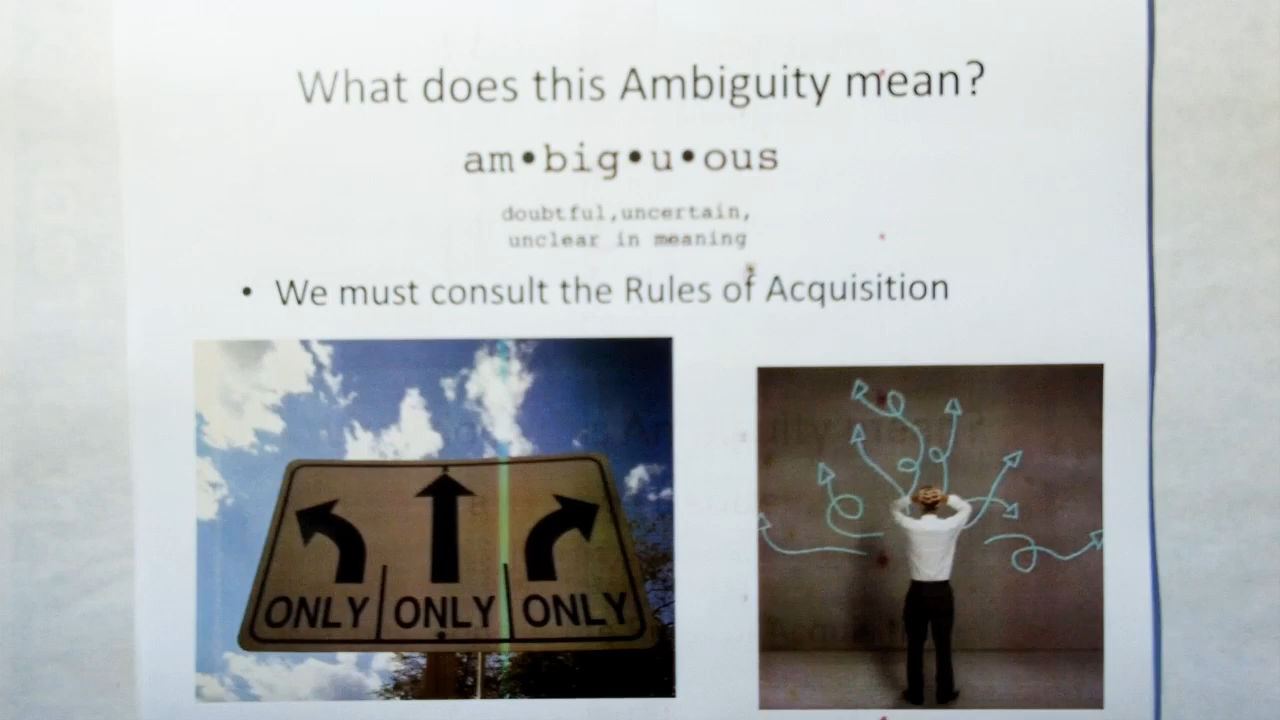 What does this Ambiguity mean?
am•big•u•ous
doubtful,uncertain,
unclear in meaning
• We must consult the Rules of Acquisition
ONLY ONLY ONLY